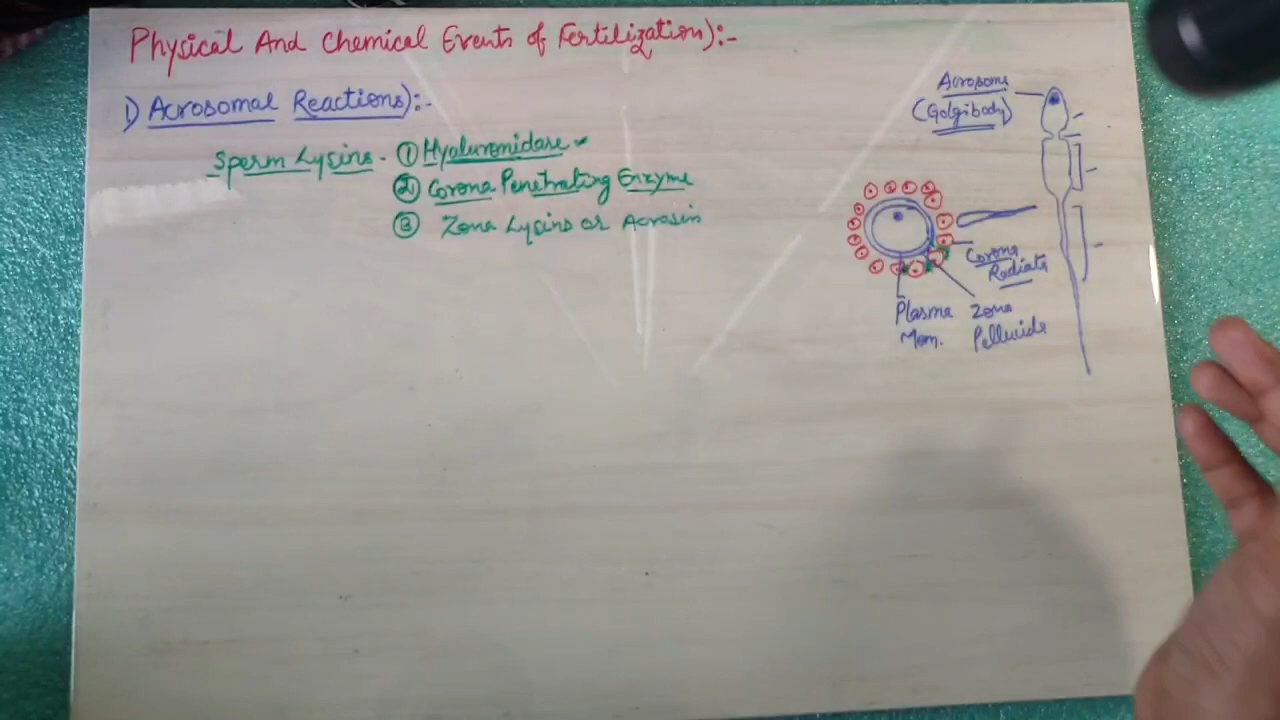 Physical And Chemical Events of Fertilization):-
1) Acrosomal Reactions):-
Sperm Lysins - ① Hyaluronidase
② Corona Penetrating Enzyme
③ Zona Lysins or Acrosin
Acrosome
(Golgibody)
Corona
Radiata
Plasma
Mem.
Zona
Pellucida